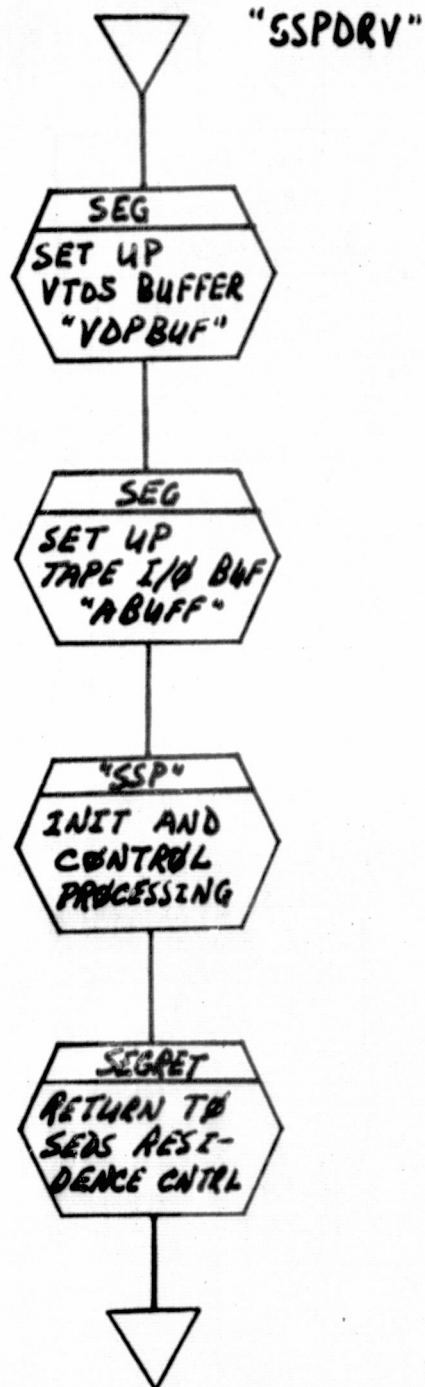 "SSPDRV"
SEG
SET UP
VT05 BUFFER
"VDPBUF"
SEG
SET UP
TAPE I/Ø BUF
"ABUFF"
"SSP"
INIT AND
CØNTRØL
PRØCESSING
SEGRET
RETURN TØ
SEDS RESI-
DENCE CNTRL